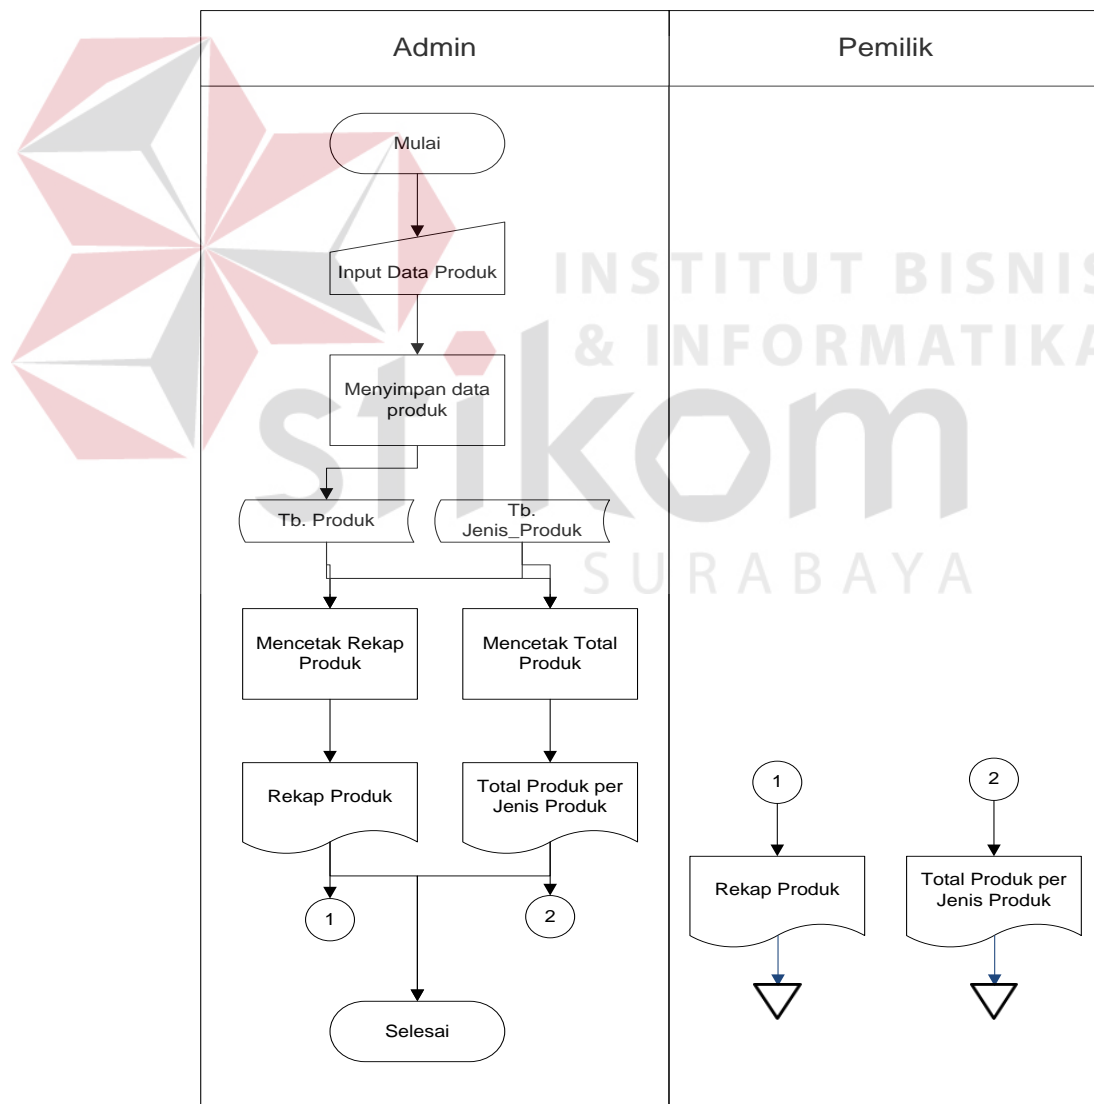 Admin
Pemilik
Mulai
Input Data Produk
Menyimpan data
produk
Tb. Produk
Tb.
Jenis_Produk
Mencetak Rekap
Produk
Mencetak Total
Produk
Rekap Produk
Total Produk per
Jenis Produk
1
2
1
2
Rekap Produk
Total Produk per
Jenis Produk
Selesai
INSTITUT BISNIS
& INFORMATIKA
stikom
SURABAYA